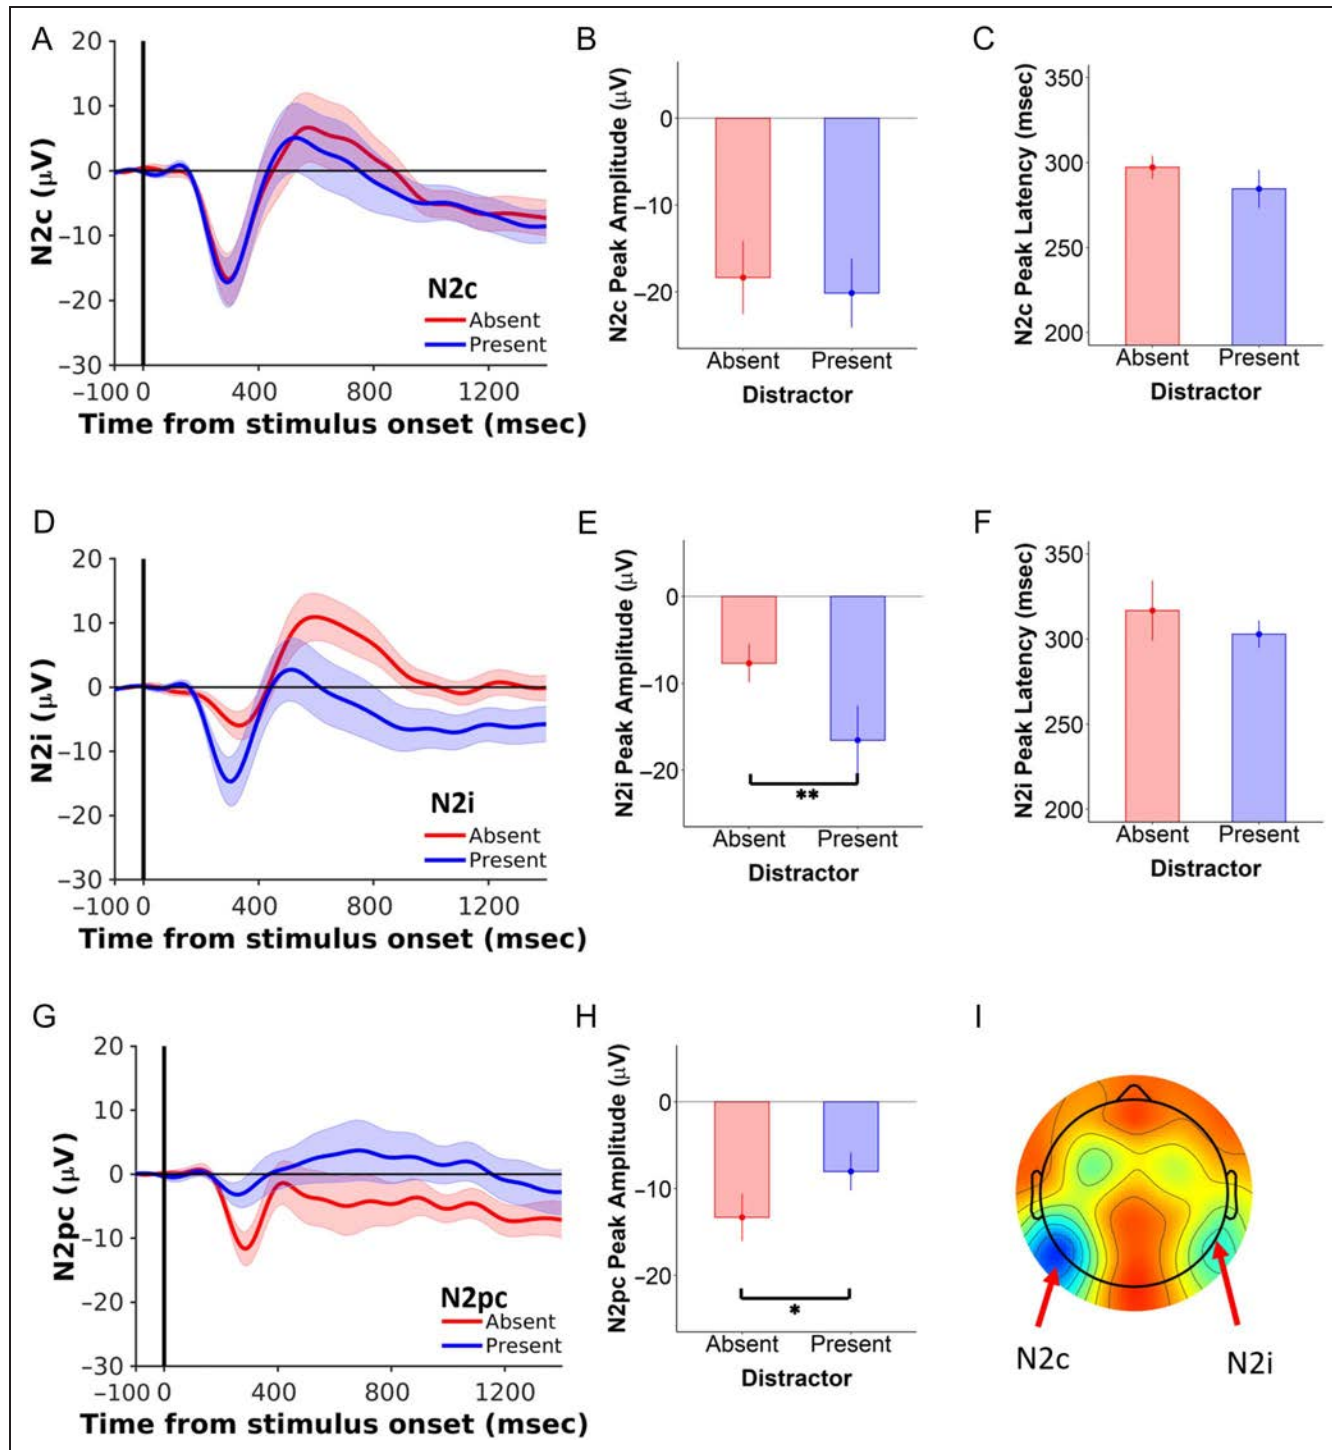 A
20
10
0
−10
−20
−30
N2c (μV)
N2c
Absent
Present
−100 0 400 800 1200
Time from stimulus onset (msec)
B
N2c Peak Amplitude (μV)
0
−10
−20
Absent Present
Distractor
C
N2c Peak Latency (msec)
350
300
250
200
Absent Present
Distractor
D
20
10
0
−10
−20
−30
N2i (μV)
N2i
Absent
Present
−100 0 400 800 1200
Time from stimulus onset (msec)
E
N2i Peak Amplitude (μV)
0
−10
−20
**
Absent Present
Distractor
F
N2i Peak Latency (msec)
350
300
250
200
Absent Present
Distractor
G
20
10
0
−10
−20
−30
N2pc (μV)
N2pc
Absent
Present
−100 0 400 800 1200
Time from stimulus onset (msec)
H
N2pc Peak Amplitude (μV)
0
−10
−20
*
Absent Present
Distractor
I
N2c
N2i